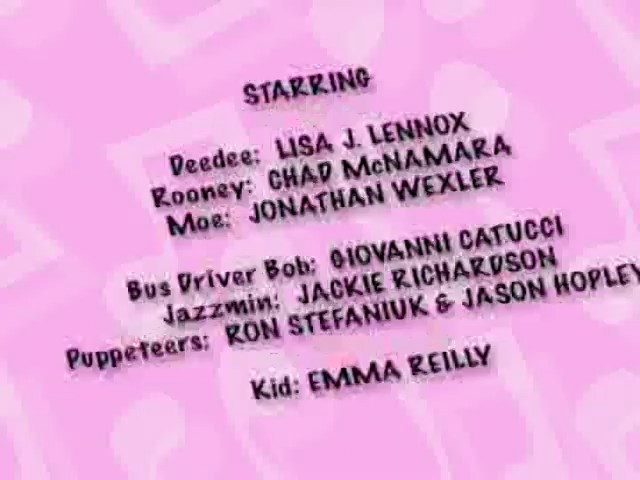 STARRING
Deedee: LISA J. LENNOX
Rooney: CHAD McNAMARA
Moe: JONATHAN WEXLER
Bus Driver Bob: GIOVANNI CATUCCI
Jazzmin: JACKIE RICHARDSON
Puppeteers: RON STEFANIUK & JASON HOPLEY
Kid: EMMA REILLY